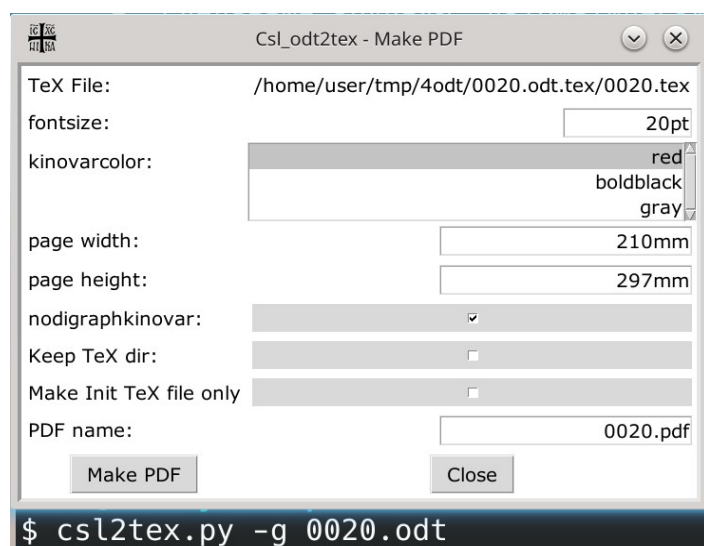 Csl_odt2tex - Make PDF
TeX File: /home/user/tmp/4odt/0020.odt.tex/0020.tex
fontsize: 20pt
kinovarcolor: red
boldblack
gray
page width: 210mm
page height: 297mm
nodigraphkinovar:
Keep TeX dir:
Make Init TeX file only
PDF name: 0020.pdf
Make PDF Close
$ csl2tex.py -g 0020.odt